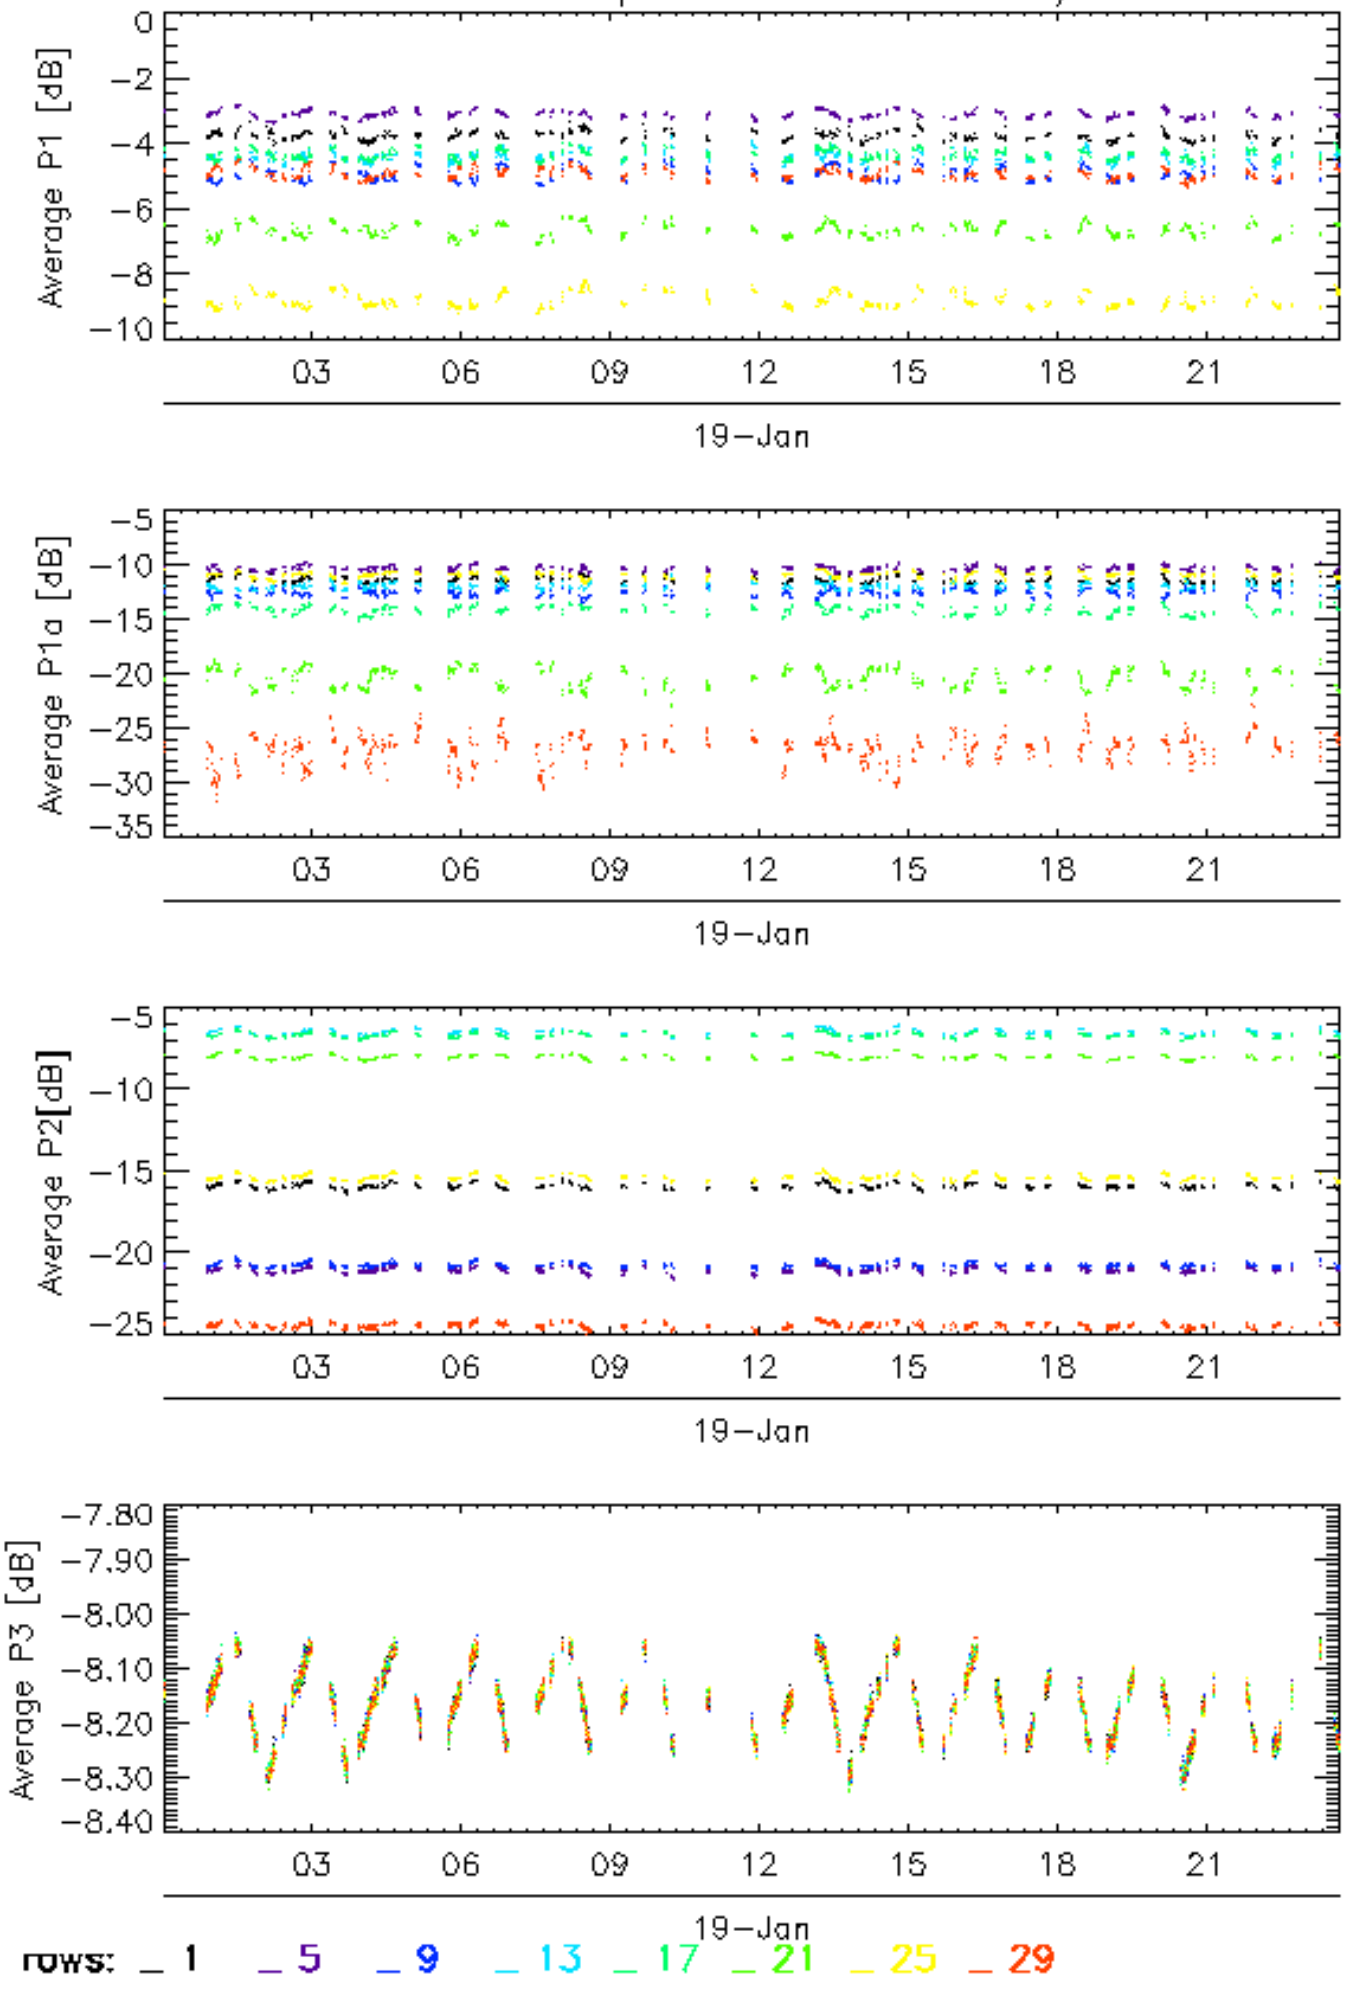 0
Average P1 [dB]
−2
−4
−6
−8
−10
03 06 09 12 15 18 21
19−Jan
−5
Average P1a [dB]
−10
−15
−20
−25
−30
−35
03 06 09 12 15 18 21
19−Jan
−5
Average P2[dB]
−10
−15
−20
−25
03 06 09 12 15 18 21
19−Jan
−7.80
Average P3 [dB]
−7.90
−8.00
−8.10
−8.20
−8.30
−8.40
03 06 09 12 15 18 21
19−Jan
rows: _ 1 _ 5 _ 9 _ 13 _ 17 _ 21 _ 25 _ 29